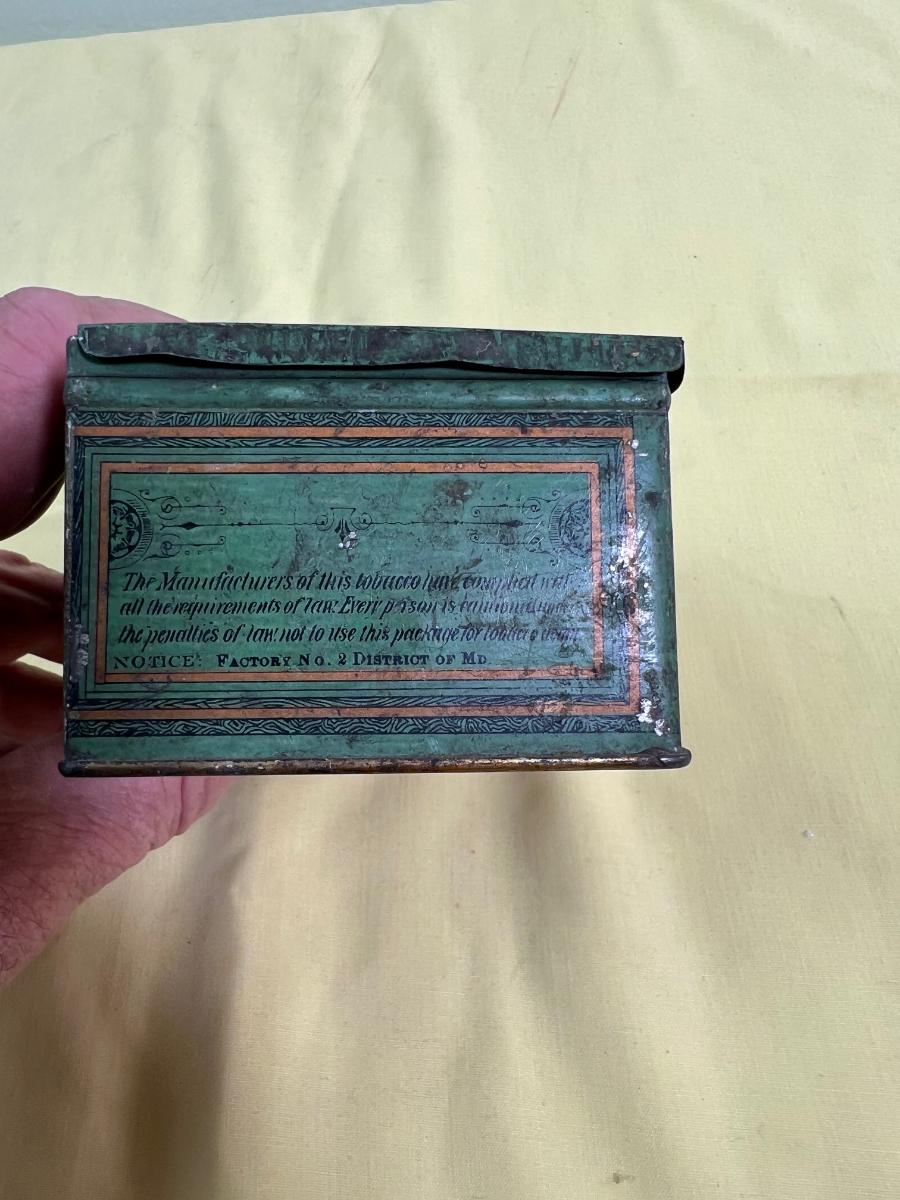 The Manufacturers of this tobacco have complied with
all the requirements of law. Every person is cautioned under
the penalties of law not to use this package for tobacco again.
NOTICE: FACTORY NO. 2 DISTRICT OF MD.